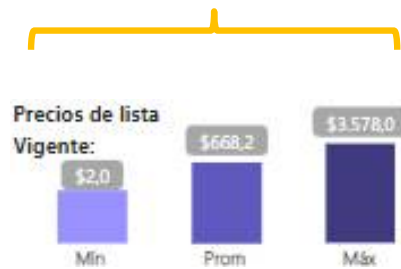 Precios de lista
Vigente:
$2,0
$668,2
$3.578,0
Mín
Prom
Máx